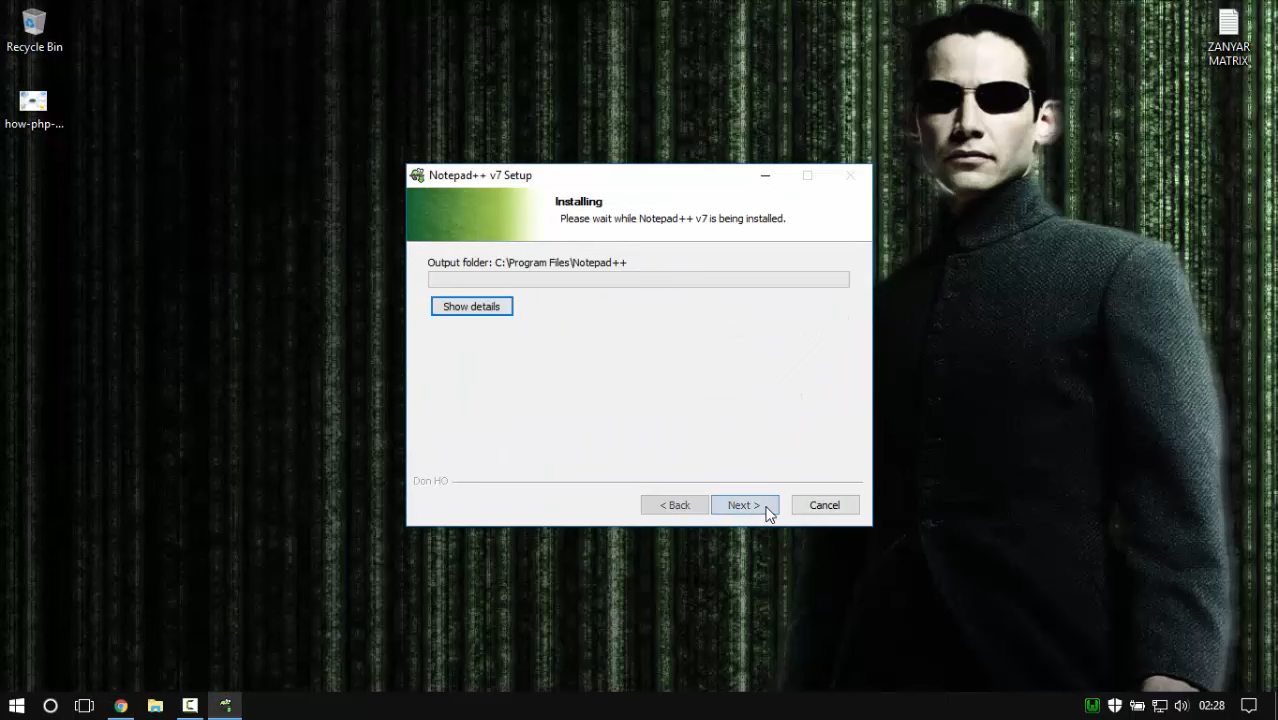 Recycle Bin
how-php-...
ZANYAR
MATRIX
Notepad++ v7 Setup
Installing
Please wait while Notepad++ v7 is being installed.
Output folder: C:\Program Files\Notepad++
Show details
Don HO
< Back
Next >
Cancel
02:28